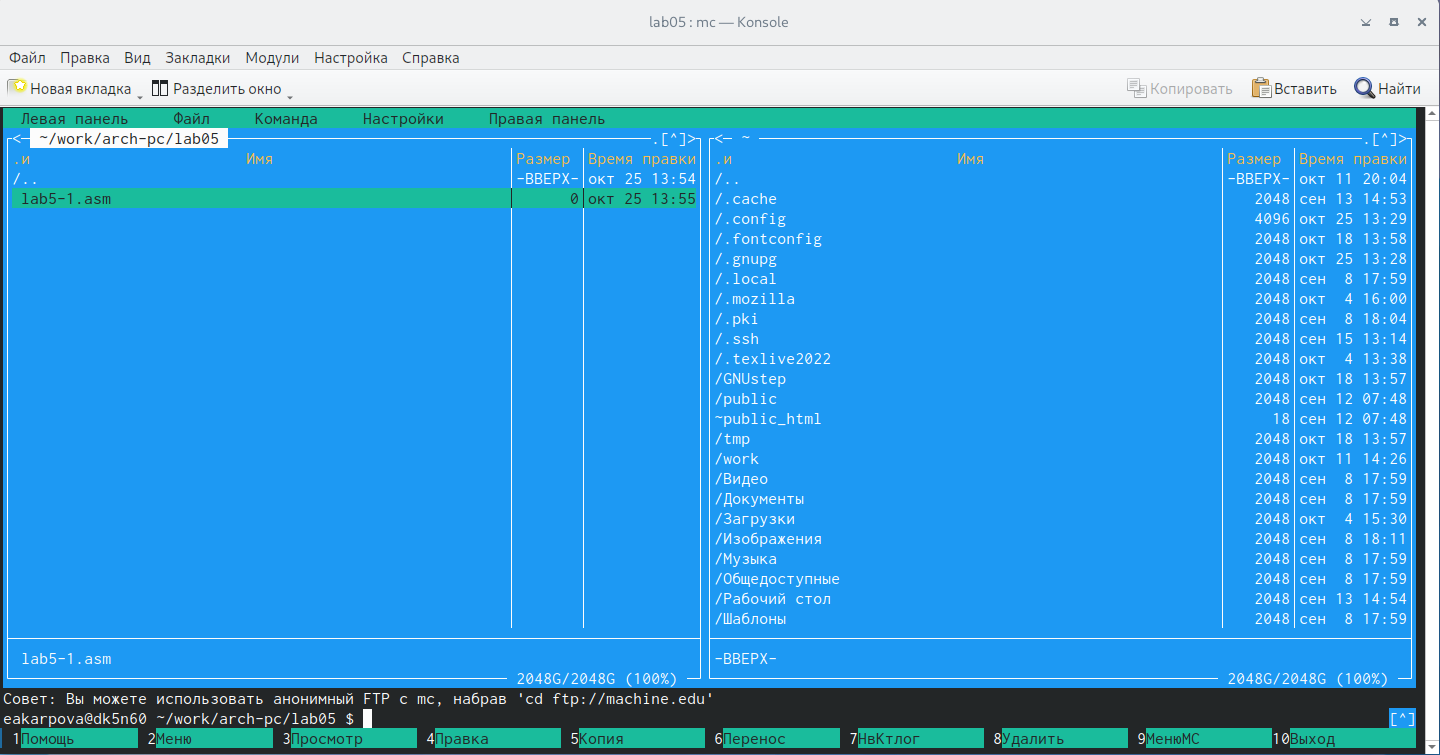 lab05 : mc — Konsole
Файл Правка Вид Закладки Модули Настройка Справка
Новая вкладка Разделить окно Копировать Вставить Найти
Левая панель Файл Команда Настройки Правая панель
<— ~/work/arch-pc/lab05 .[^]> <— ~ .[^]>
.и Имя Размер Время правки .и Имя Размер Время правки
/.. -ВВЕРХ- окт 25 13:54 /.. -ВВЕРХ- окт 11 20:04
lab5-1.asm 0 окт 25 13:55 /.cache 2048 сен 13 14:53
/.config 4096 окт 25 13:29
/.fontconfig 2048 окт 18 13:58
/.gnupg 2048 окт 25 13:28
/.local 2048 сен 8 17:59
/.mozilla 2048 окт 4 16:00
/.pki 2048 сен 8 18:04
/.ssh 2048 сен 15 13:14
/.texlive2022 2048 окт 4 13:38
/GNUstep 2048 окт 18 13:57
/public 2048 сен 12 07:48
~public_html 18 сен 12 07:48
/tmp 2048 окт 18 13:57
/work 2048 окт 11 14:26
/Видео 2048 сен 8 17:59
/Документы 2048 сен 8 17:59
/Загрузки 2048 окт 4 15:30
/Изображения 2048 сен 8 18:11
/Музыка 2048 сен 8 17:59
/Общедоступные 2048 сен 8 17:59
/Рабочий стол 2048 сен 13 14:54
/Шаблоны 2048 сен 8 17:59
lab5-1.asm -ВВЕРХ-
2048G/2048G (100%) 2048G/2048G (100%)
Совет: Вы можете использовать анонимный FTP с mc, набрав 'cd ftp://machine.edu'
eakarpova@dk5n60 ~/work/arch-pc/lab05 $ [^]
1Помощь 2Меню 3Просмотр 4Правка 5Копия 6Перенос 7НвКтлог 8Удалить 9МенюMC 10Выход